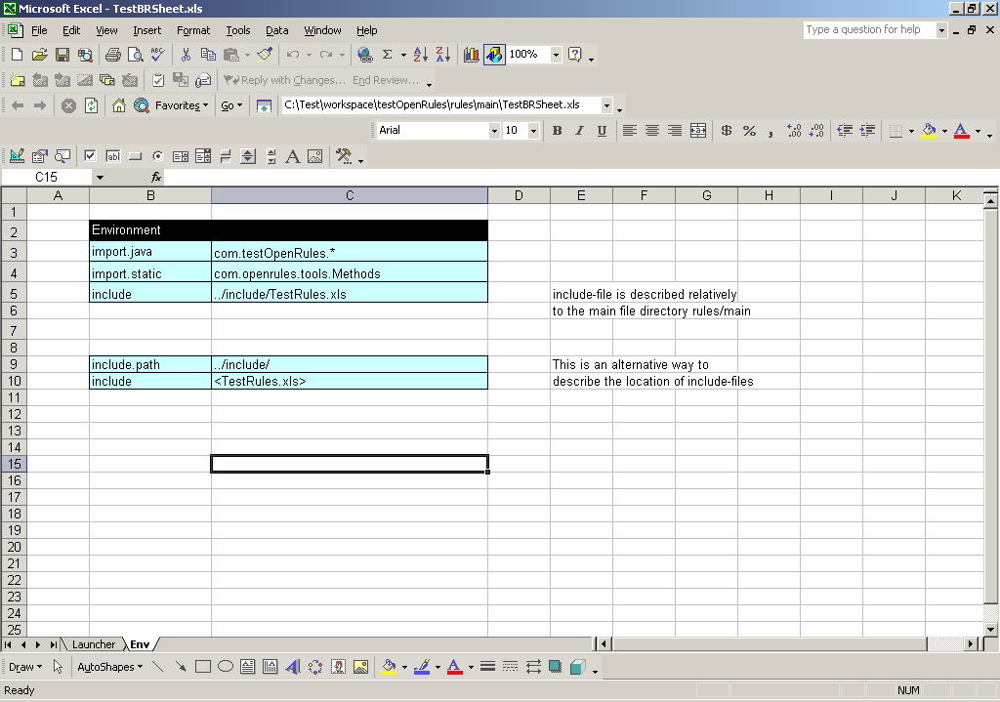 Microsoft Excel - TestBRSheet.xls
File Edit View Insert Format Tools Data Window Help Type a question for help
100%
Reply with Changes... End Review...
Favorites Go C:\Test\workspace\testOpenRules\rules\main\TestBRSheet.xls
Arial 10 B I U $ % ,
ab| A
C15 fx
A B C D E F G H I J K
1
2 Environment
3 import.java com.testOpenRules.*
4 import.static com.openrules.tools.Methods
5 include ../include/TestRules.xls include-file is described relatively
6 to the main file directory rules/main
7
8
9 include.path ../include/ This is an alternative way to
10 include <TestRules.xls> describe the location of include-files
11
12
13
14
15
16
17
18
19
20
21
22
23
24
25
Launcher Env
Draw AutoShapes
Ready NUM